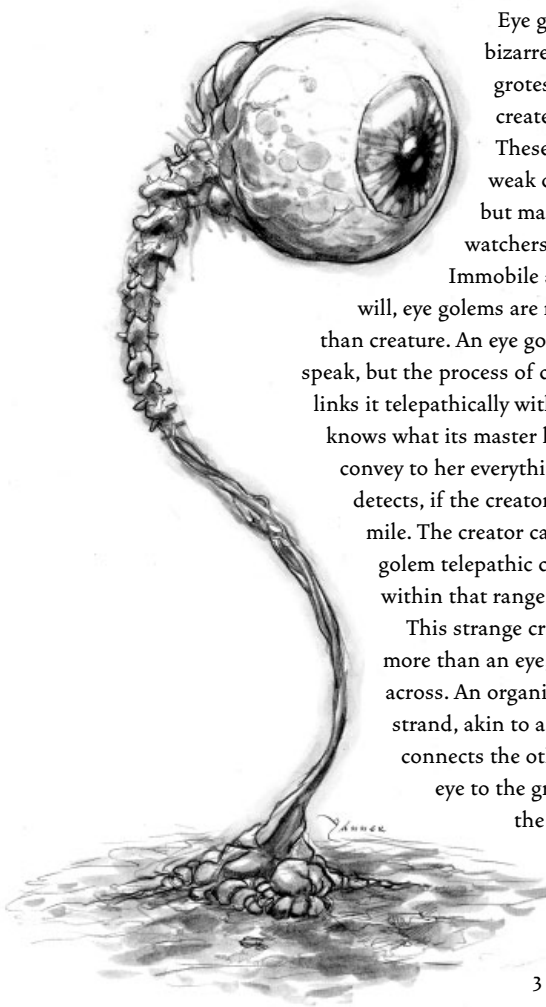 Eye g
bizarre
grotes
create
These
weak c
but ma
watchers
Immobile a
will, eye golems are r
than creature. An eye go
speak, but the process of c
links it telepathically with
knows what its master k
convey to her everythi
detects, if the creator
mile. The creator ca
golem telepathic c
within that range
This strange cr
more than an eye
across. An organi
strand, akin to a
connects the ot
eye to the gr
the
3